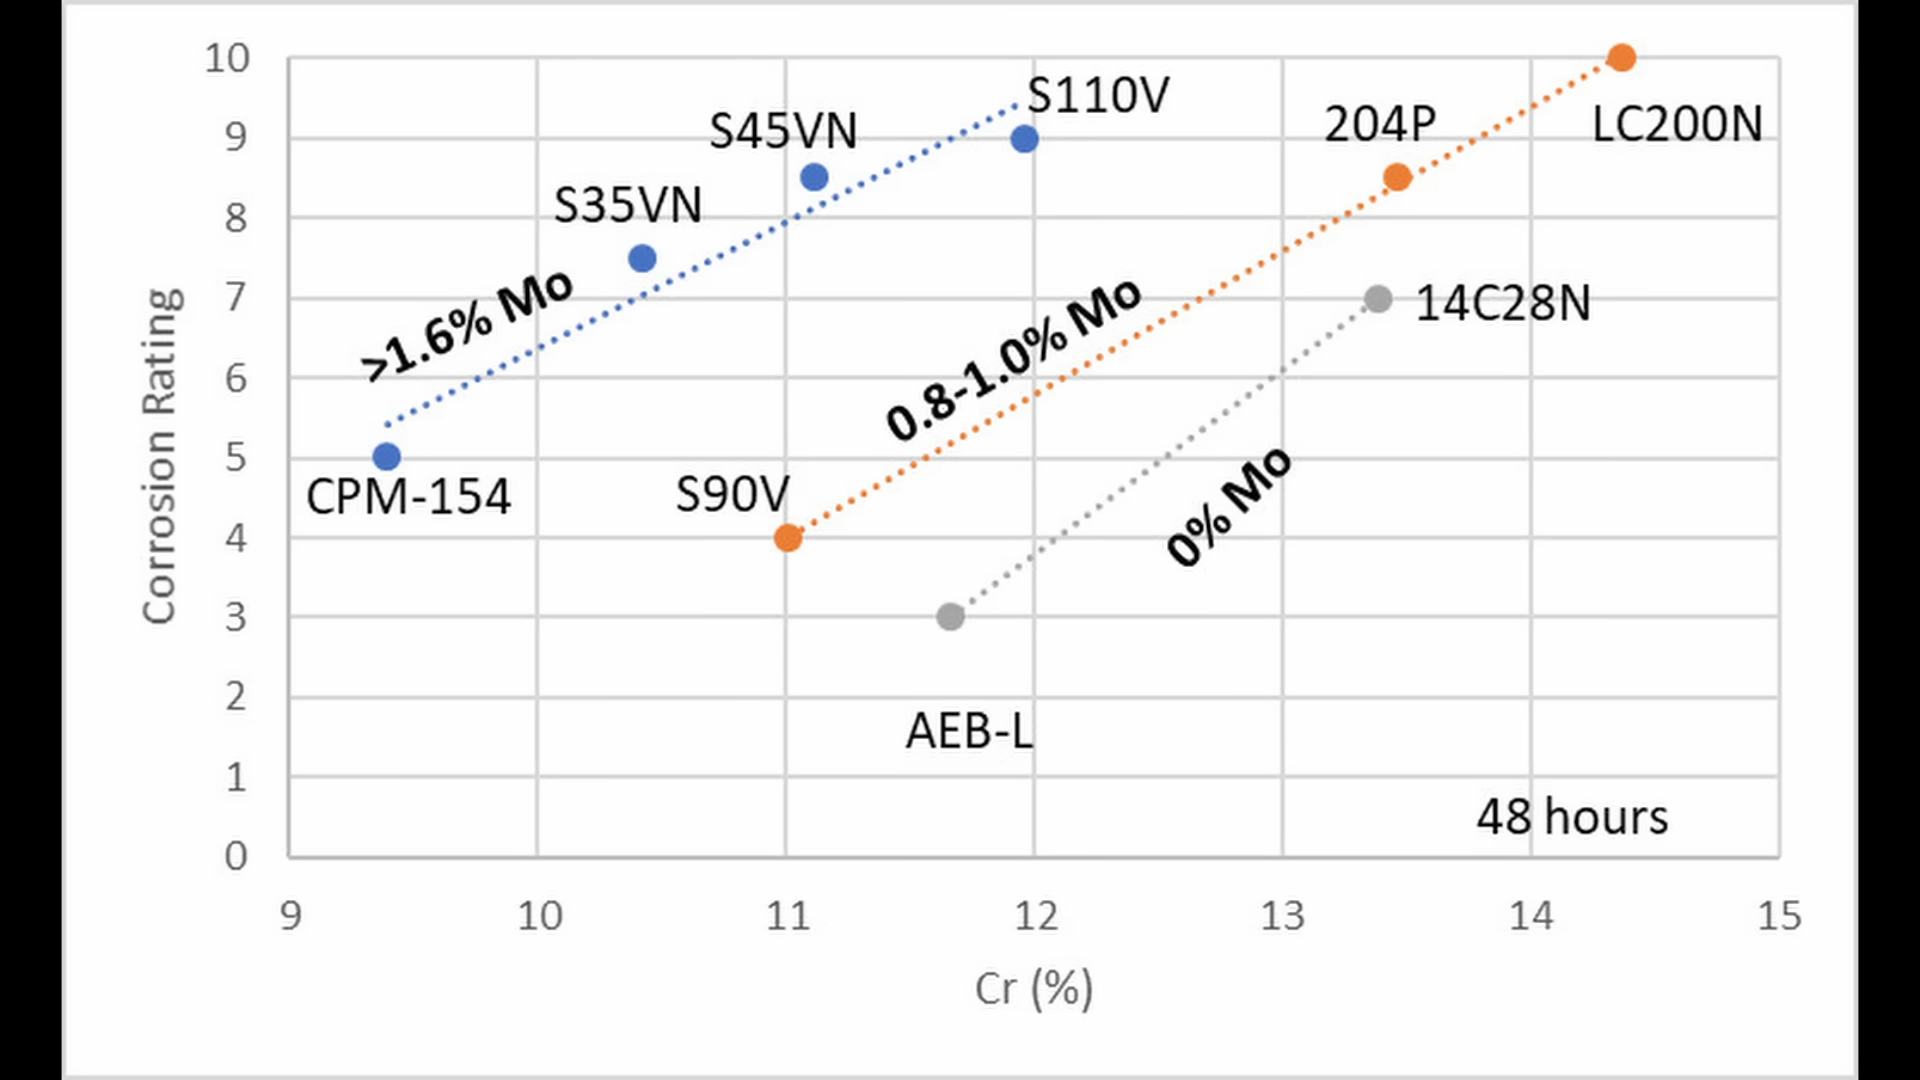 10
9
8
7
6
5
4
3
2
1
0
Corrosion Rating
S110V
S45VN
204P
LC200N
S35VN
>1.6% Mo
0.8-1.0% Mo
14C28N
CPM-154
S90V
0% Mo
AEB-L
48 hours
9 10 11 12 13 14 15
Cr (%)